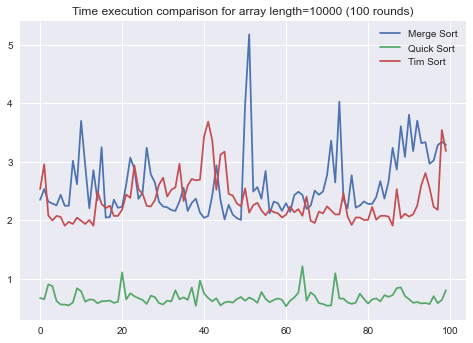 Time execution comparison for array length=10000 (100 rounds)
Merge Sort
Quick Sort
Tim Sort
5
4
3
2
1
0 20 40 60 80 100